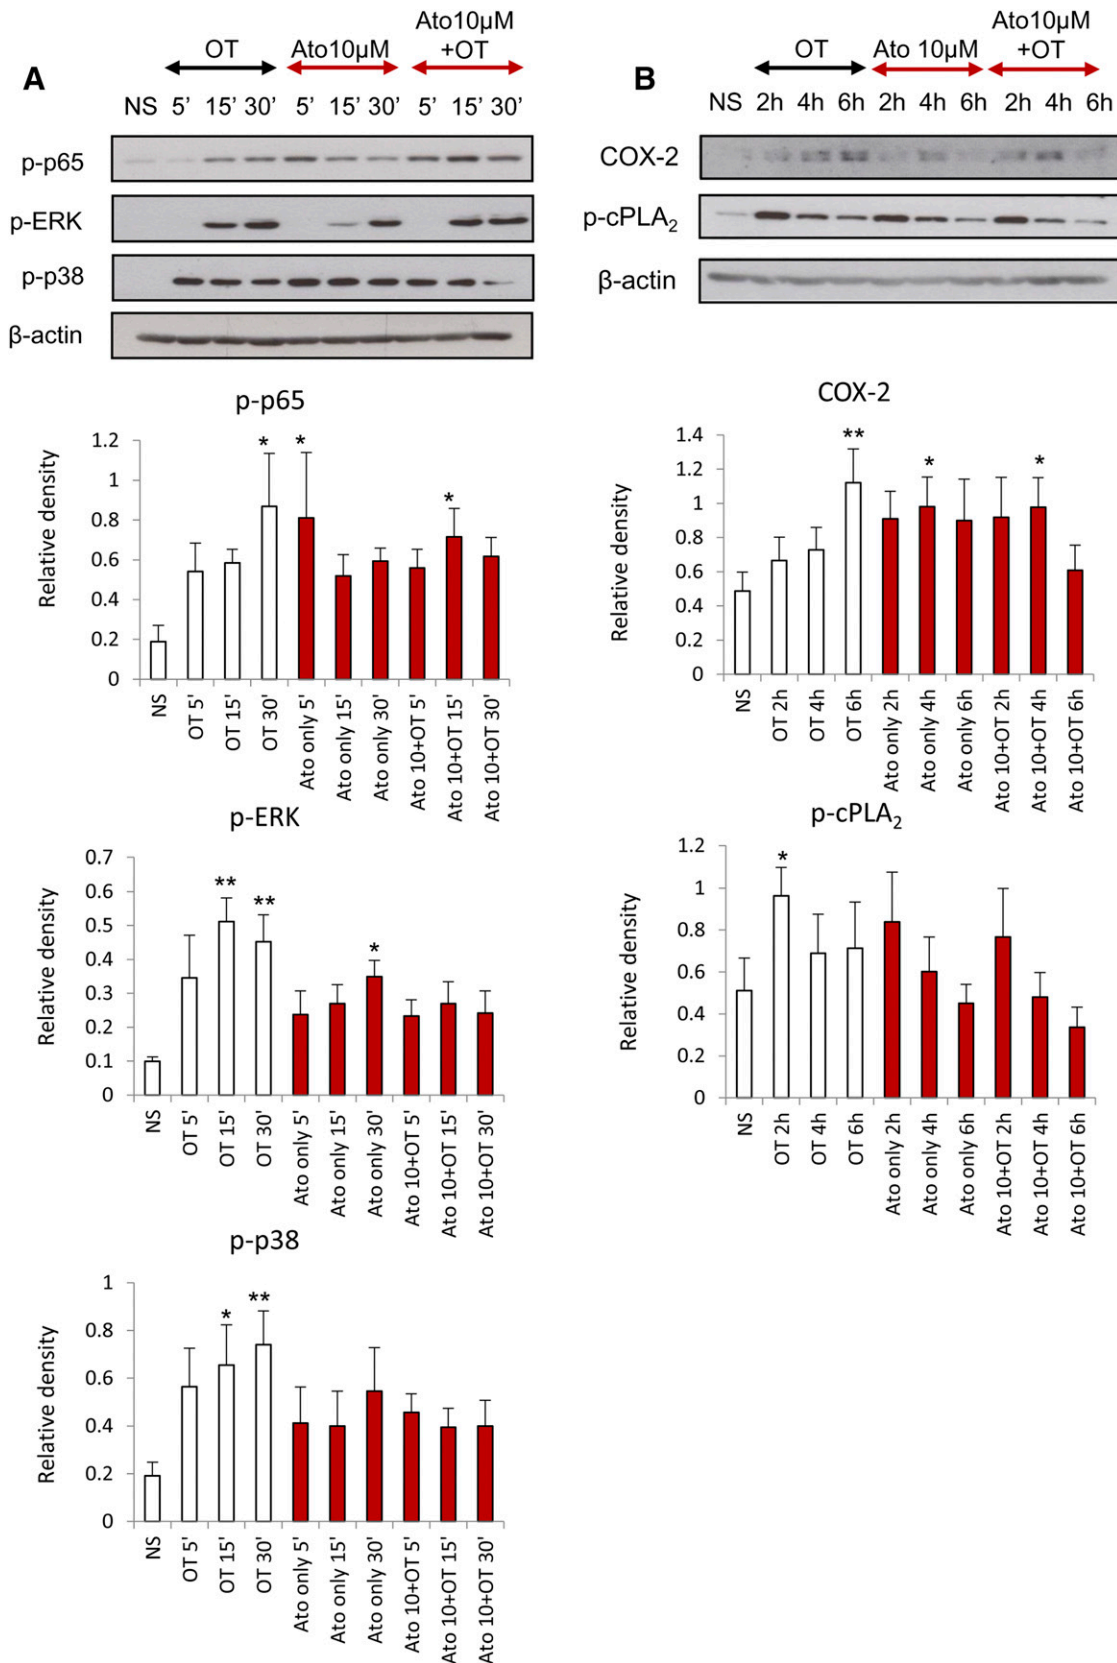 A
OT
Ato10μM
Ato10μM
+OT
NS 5’ 15’ 30’ 5’ 15’ 30’ 5’ 15’ 30’
p-p65
p-ERK
p-p38
β-actin
p-p65
Relative density
1.2
1
0.8
0.6
0.4
0.2
0
* * *
NS
OT 5'
OT 15'
OT 30'
Ato only 5'
Ato only 15'
Ato only 30'
Ato 10+OT 5'
Ato 10+OT 15'
Ato 10+OT 30'
p-ERK
Relative density
0.7
0.6
0.5
0.4
0.3
0.2
0.1
0
** ** *
NS
OT 5'
OT 15'
OT 30'
Ato only 5'
Ato only 15'
Ato only 30'
Ato 10+OT 5'
Ato 10+OT 15'
Ato 10+OT 30'
p-p38
Relative density
1
0.8
0.6
0.4
0.2
0
* **
NS
OT 5'
OT 15'
OT 30'
Ato only 5'
Ato only 15'
Ato only 30'
Ato 10+OT 5'
Ato 10+OT 15'
Ato 10+OT 30'
B
OT
Ato 10μM
Ato10μM
+OT
NS 2h 4h 6h 2h 4h 6h 2h 4h 6h
COX-2
p-cPLA₂
β-actin
COX-2
Relative density
1.4
1.2
1
0.8
0.6
0.4
0.2
0
** * *
NS
OT 2h
OT 4h
OT 6h
Ato only 2h
Ato only 4h
Ato only 6h
Ato 10+OT 2h
Ato 10+OT 4h
Ato 10+OT 6h
p-cPLA₂
Relative density
1.2
1
0.8
0.6
0.4
0.2
0
*
NS
OT 2h
OT 4h
OT 6h
Ato only 2h
Ato only 4h
Ato only 6h
Ato 10+OT 2h
Ato 10+OT 4h
Ato 10+OT 6h